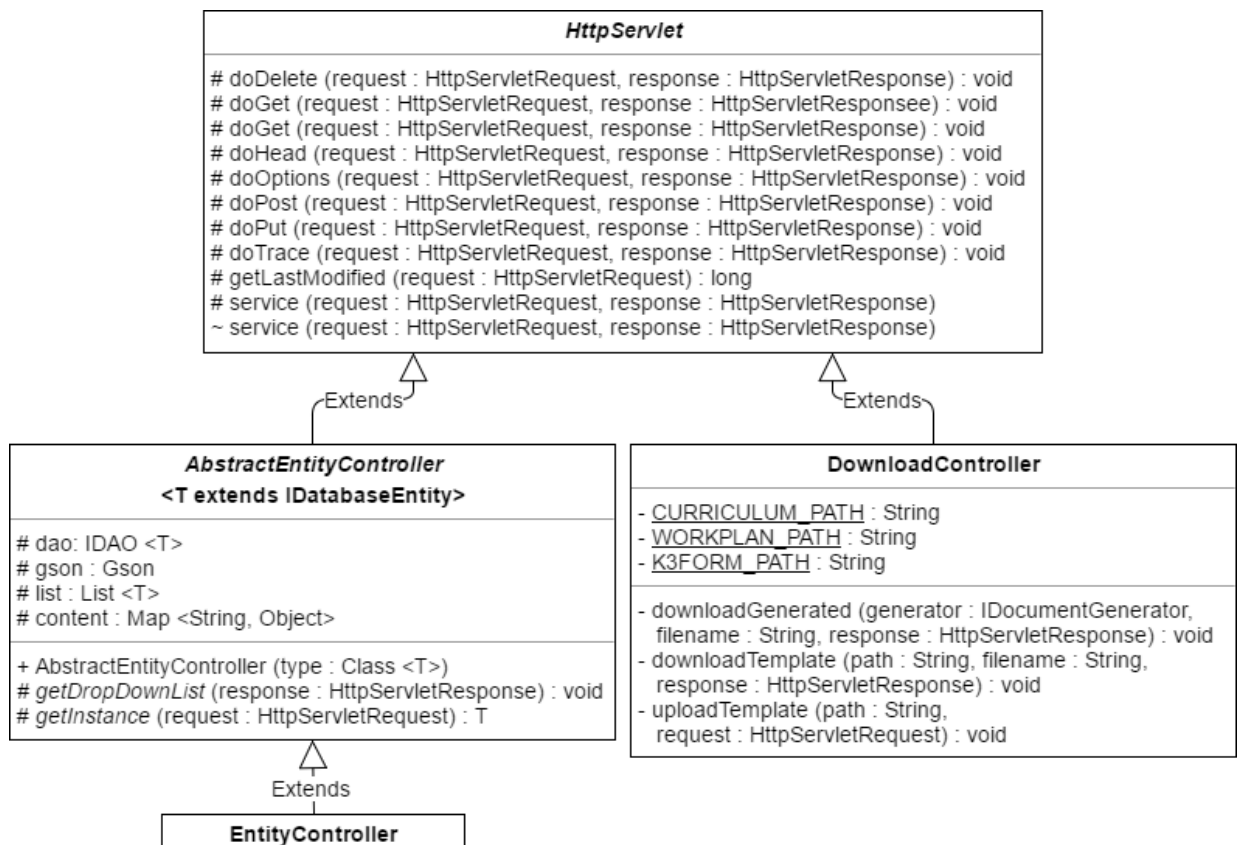 HttpServlet
# doDelete (request : HttpServletRequest, response : HttpServletResponse) : void
# doGet (request : HttpServletRequest, response : HttpServletResponsee) : void
# doGet (request : HttpServletRequest, response : HttpServletResponse) : void
# doHead (request : HttpServletRequest, response : HttpServletResponse) : void
# doOptions (request : HttpServletRequest, response : HttpServletResponse) : void
# doPost (request : HttpServletRequest, response : HttpServletResponse) : void
# doPut (request : HttpServletRequest, response : HttpServletResponse) : void
# doTrace (request : HttpServletRequest, response : HttpServletResponse) : void
# getLastModified (request : HttpServletRequest) : long
# service (request : HttpServletRequest, response : HttpServletResponse)
~ service (request : HttpServletRequest, response : HttpServletResponse)
Extends
Extends
AbstractEntityController
<T extends IDatabaseEntity>
# dao: IDAO <T>
# gson : Gson
# list : List <T>
# content : Map <String, Object>
+ AbstractEntityController (type : Class <T>)
# getDropDownList (response : HttpServletResponse) : void
# getInstance (request : HttpServletRequest) : T
DownloadController
- CURRICULUM_PATH : String
- WORKPLAN_PATH : String
- K3FORM_PATH : String
- downloadGenerated (generator : IDocumentGenerator,
filename : String, response : HttpServletResponse) : void
- downloadTemplate (path : String, filename : String,
response : HttpServletResponse) : void
- uploadTemplate (path : String,
request : HttpServletRequest) : void
Extends
EntityController